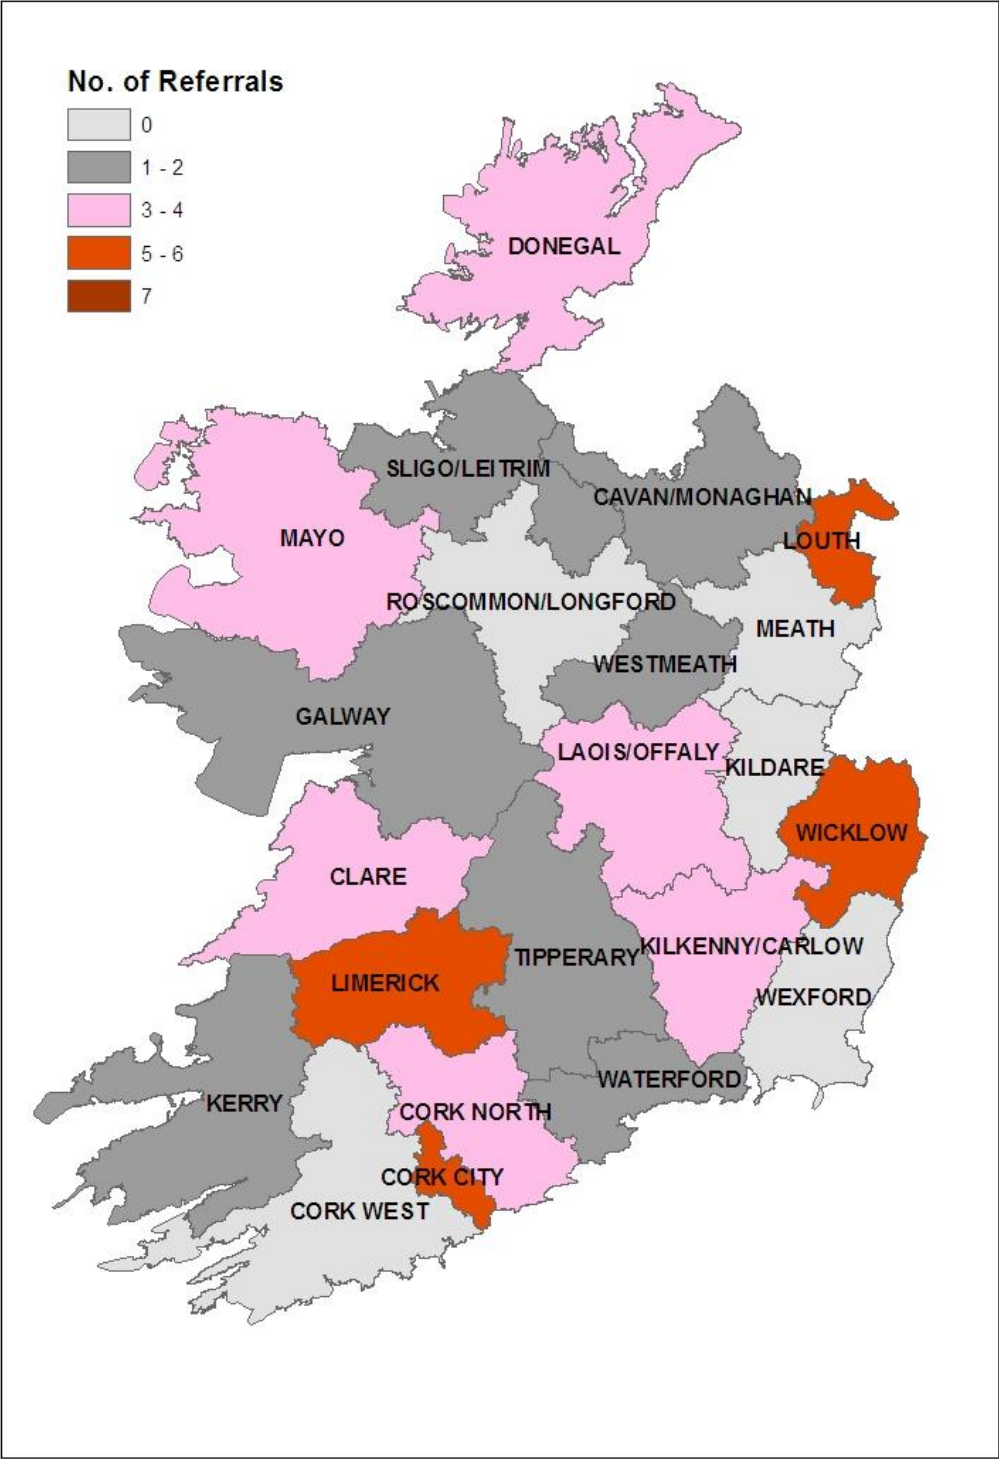 No. of Referrals
0
1 - 2
3 - 4
5 - 6
7
DONEGAL
SLIGO/LEITRIM
CAVAN/MONAGHAN
MAYO
LOUTH
ROSCOMMON/LONGFORD
MEATH
WESTMEATH
GALWAY
LAOIS/OFFALY
KILDARE
WICKLOW
CLARE
KILKENNY/CARLOW
TIPPERARY
LIMERICK
WEXFORD
WATERFORD
KERRY
CORK NORTH
CORK CITY
CORK WEST